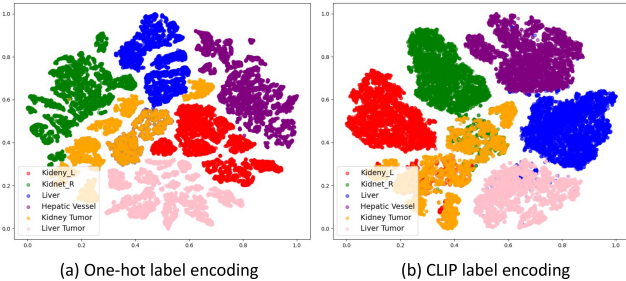 1.0
0.8
0.6
0.4
0.2
0.0
Kideny_L
Kidnet_R
Liver
Hepatic Vessel
Kidney Tumor
Liver Tumor
0.0 0.2 0.4 0.6 0.8 1.0
(a) One-hot label encoding
1.0
0.8
0.6
0.4
0.2
0.0
Kideny_L
Kidnet_R
Liver
Hepatic Vessel
Kidney Tumor
Liver Tumor
0.0 0.2 0.4 0.6 0.8 1.0
(b) CLIP label encoding